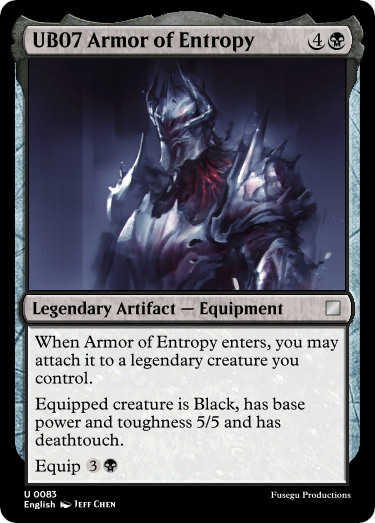 UB07 Armor of Entropy 4
Legendary Artifact — Equipment
When Armor of Entropy enters, you may
attach it to a legendary creature you
control.
Equipped creature is Black, has base
power and toughness 5/5 and has
deathtouch.
Equip 3
U 0083
Fusegu Productions
English Jeff Chen